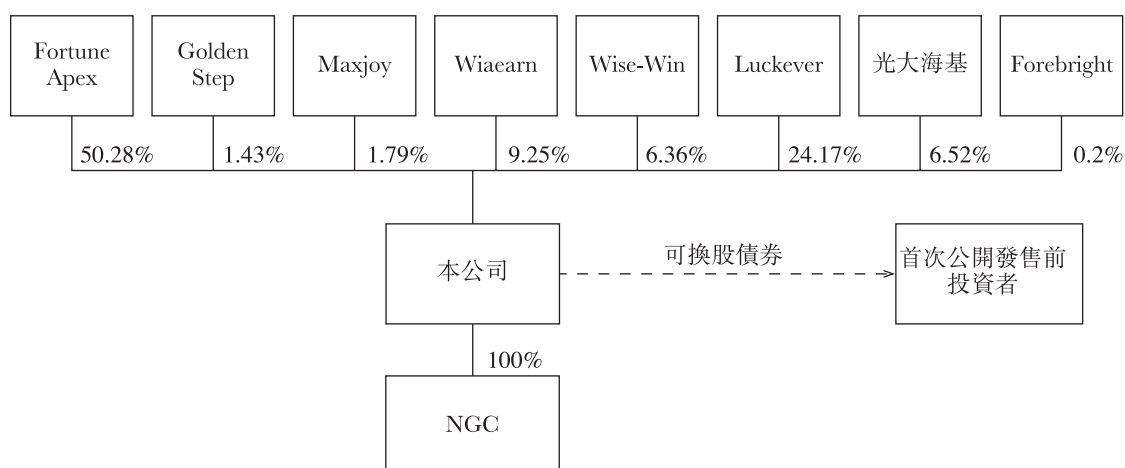 Fortune
Apex
Golden
Step
Maxjoy
Wiaearn
Wise-Win
Luckever
光大海基
Forebright
50.28%
1.43%
1.79%
9.25%
6.36%
24.17%
6.52%
0.2%
本公司
可換股債券
首次公開發售前
投資者
100%
NGC